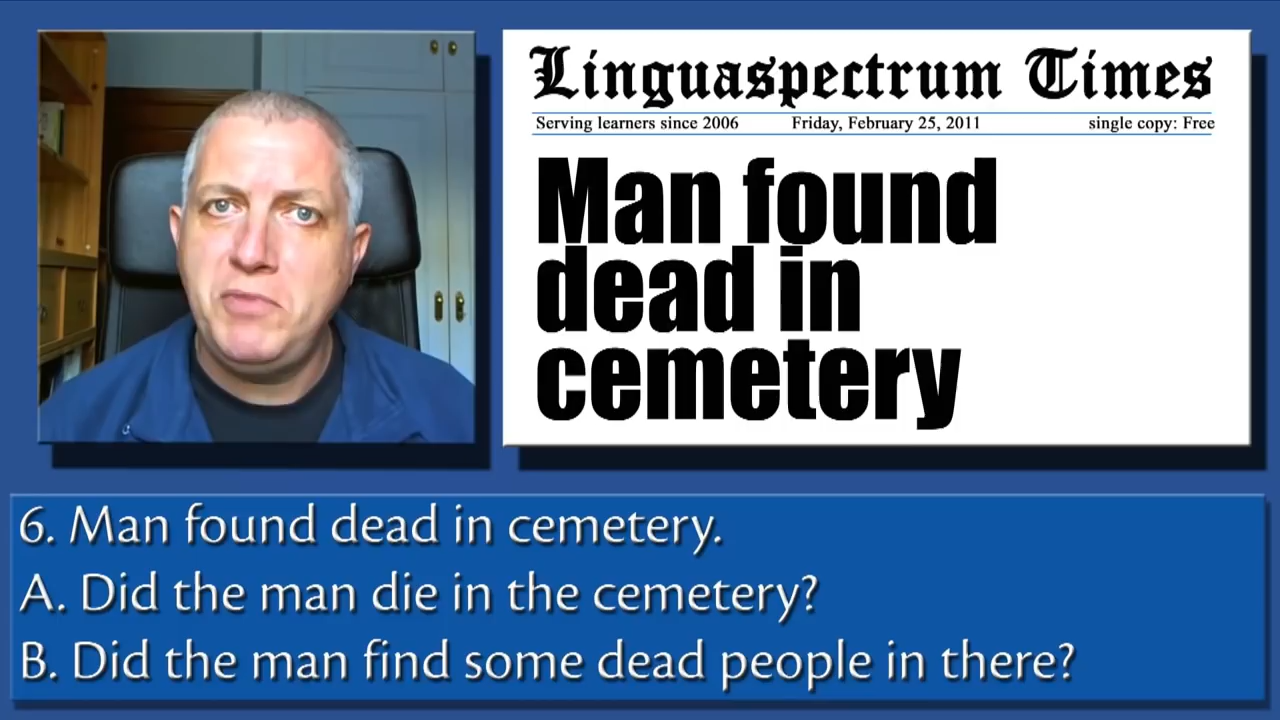 Linguaspectrum Times
Serving learners since 2006 Friday, February 25, 2011 single copy: Free
Man found
dead in
cemetery
6. Man found dead in cemetery.
A. Did the man die in the cemetery?
B. Did the man find some dead people in there?